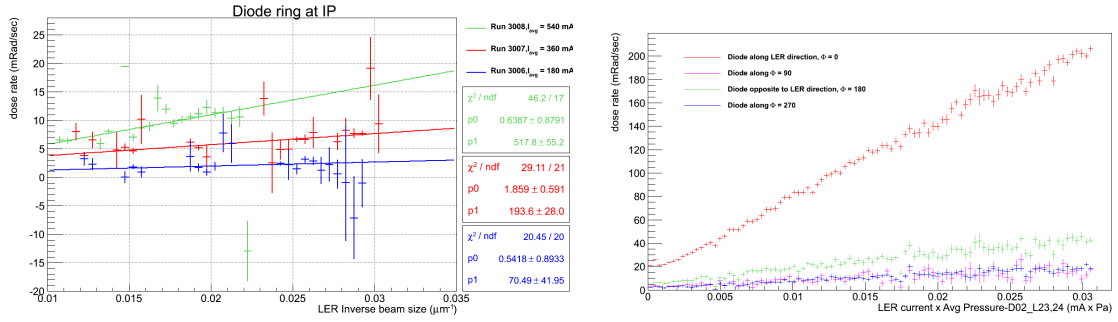 Diode ring at IP
dose rate (mRad/sec)
25
20
15
10
5
0
-5
-10
-15
-20
0.01
0.015
0.02
0.025
0.03
0.035
LER Inverse beam size (μm⁻¹)
Run 3008,I_avg = 540 mA
Run 3007,I_avg = 360 mA
Run 3006,I_avg = 180 mA
χ² / ndf 46.2 / 17
p0 0.6387 ± 0.8791
p1 517.8 ± 55.2
χ² / ndf 29.11 / 21
p0 1.859 ± 0.591
p1 193.6 ± 28.0
χ² / ndf 20.45 / 20
p0 0.5418 ± 0.8933
p1 70.49 ± 41.95
dose rate (mRad/sec)
200
180
160
140
120
100
80
60
40
20
0
Diode along LER direction, Φ = 0
Diode along Φ = 90
Diode opposite to LER direction, Φ = 180
Diode along Φ = 270
0
0.005
0.01
0.015
0.02
0.025
0.03
LER current x Avg Pressure-D02_L23,24 (mA x Pa)